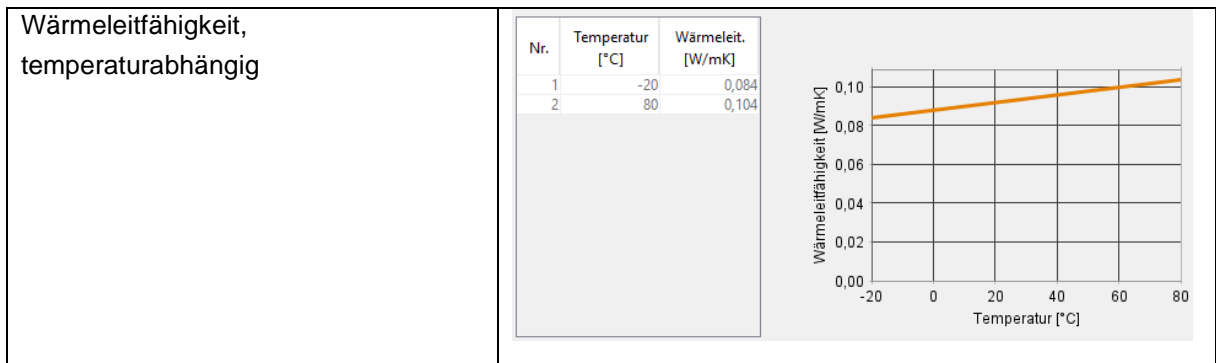 Wärmeleitfähigkeit,
temperaturabhängig
Nr. Temperatur [°C] Wärmeleit. [W/mK]
1 -20 0,084
2 80 0,104
Wärmeleitfähigkeit [W/mK]
0,10
0,08
0,06
0,04
0,02
0,00
-20 0 20 40 60 80
Temperatur [°C]